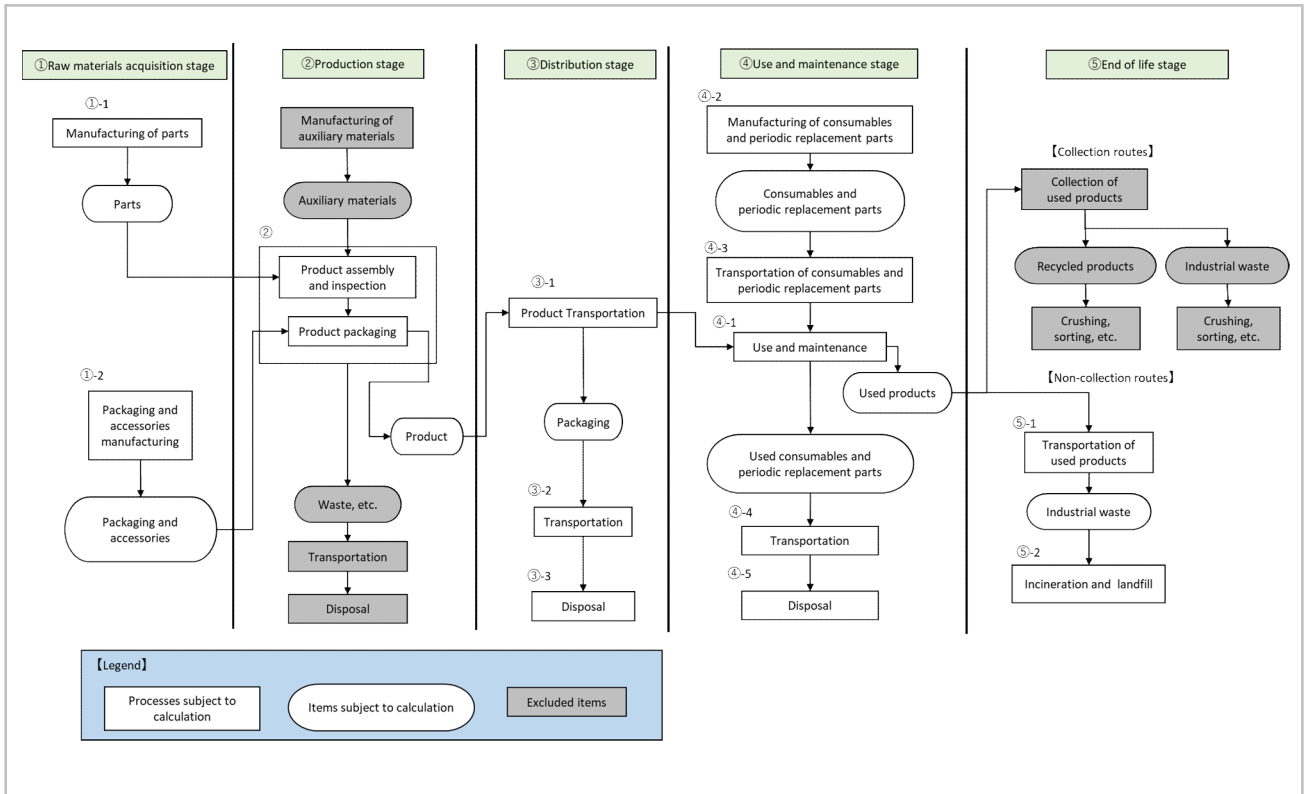 ①Raw materials acquisition stage
①-1
Manufacturing of parts
Parts
①-2
Packaging and
accessories
manufacturing
Packaging and
accessories
②Production stage
Manufacturing of
auxiliary materials
Auxiliary materials
②
Product assembly
and inspection
Product packaging
Product
Waste, etc.
Transportation
Disposal
③Distribution stage
③-1
Product Transportation
Packaging
③-2
Transportation
③-3
Disposal
④Use and maintenance stage
④-2
Manufacturing of consumables
and periodic replacement parts
Consumables and
periodic replacement parts
④-3
Transportation of consumables and
periodic replacement parts
④-1
Use and maintenance
Used products
Used consumables and
periodic replacement parts
④-4
Transportation
④-5
Disposal
⑤End of life stage
【Collection routes】
Collection of
used products
Recycled products
Industrial waste
Crushing,
sorting, etc.
Crushing,
sorting, etc.
【Non-collection routes】
⑤-1
Transportation of
used products
Industrial waste
⑤-2
Incineration and landfill
【Legend】
Processes subject to
calculation
Items subject to calculation
Excluded items